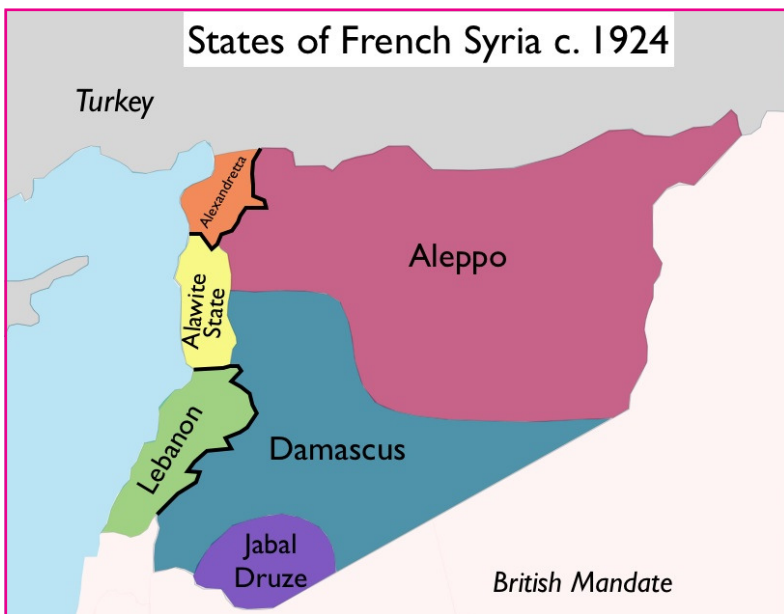 States of French Syria c. 1924
Turkey
Alexandretta
Aleppo
Alawite
State
Lebanon
Damascus
Jabal
Druze
British Mandate